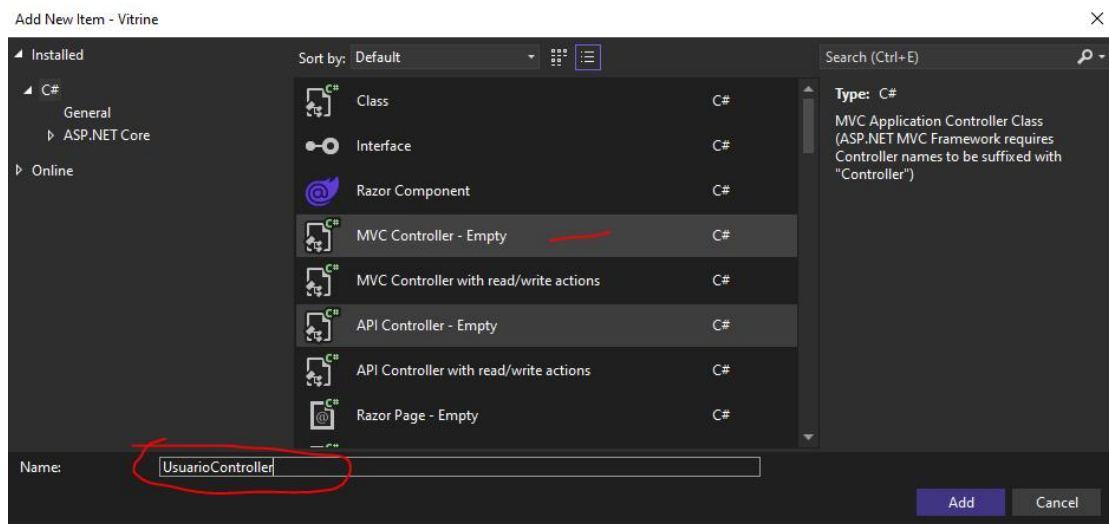 Add New Item - Vitrine
Installed
Sort by: Default
Search (Ctrl+E)
C#
General
ASP.NET Core
Online
C# Class C#
Interface C#
Razor Component C#
C# MVC Controller - Empty C#
C# MVC Controller with read/write actions C#
C# API Controller - Empty C#
C# API Controller with read/write actions C#
C# Razor Page - Empty C#
Type: C#
MVC Application Controller Class
(ASP.NET MVC Framework requires
Controller names to be suffixed with
"Controller")
Name: UsuarioController
Add Cancel